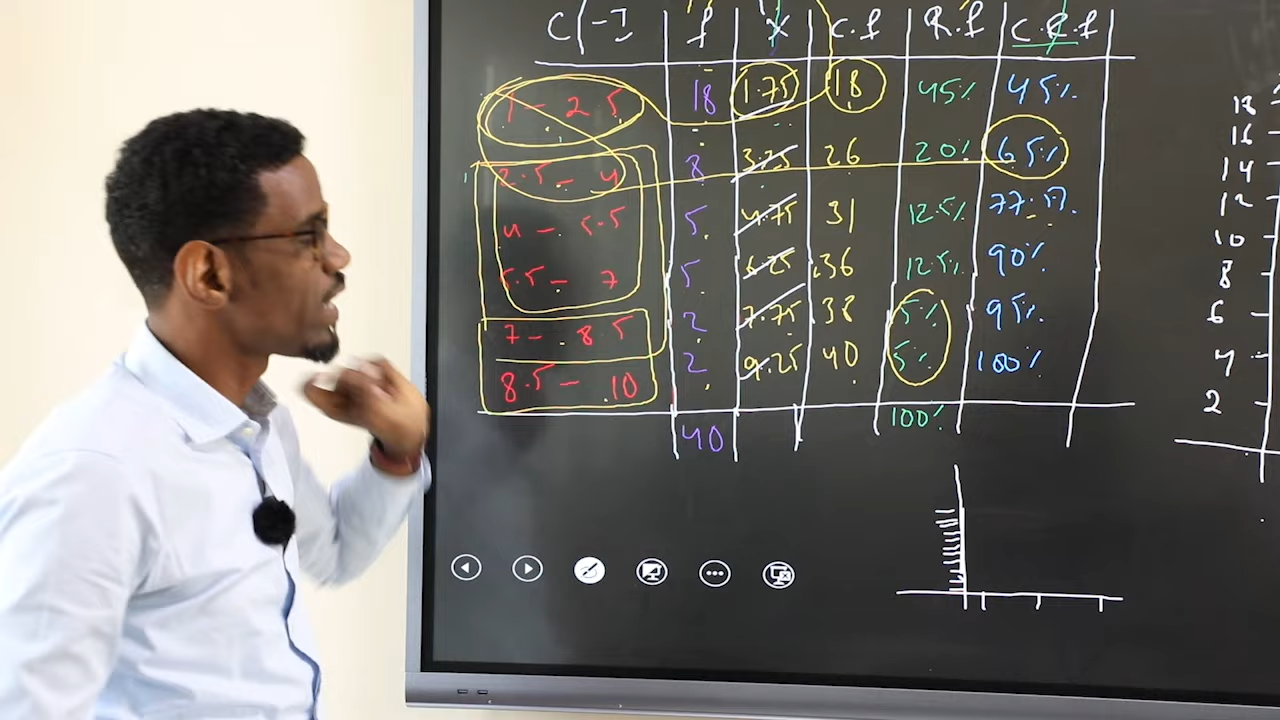 C-I f X c.f R.f C.R.f
1 - 2.5 18 1.75 18 45% 45%
2.5 - 4 8 3.25 26 20% 65%
4 - 5.5 5 4.75 31 12.5% 77.5%
5.5 - 7 5 6.25 36 12.5% 90%
7 - 8.5 2 7.75 38 5% 95%
8.5 - 10 2 9.25 40 5% 100%
40 100%
18
16
14
12
10
8
6
4
2